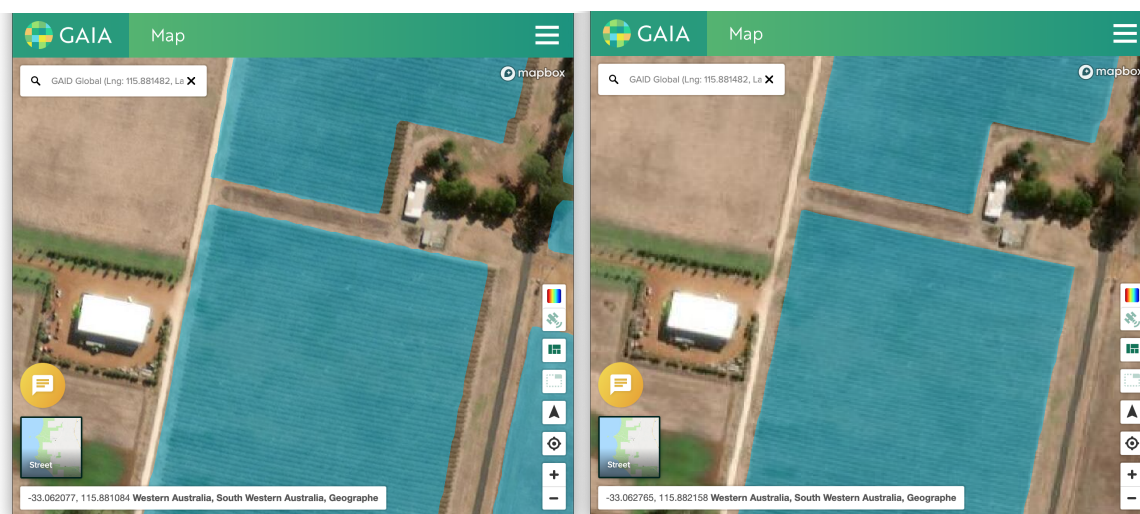 GAIA Map
mapbox
GAID Global (Lng: 115.881482, La
Street
-33.062077, 115.881084 Western Australia, South Western Australia, Geographe
GAIA Map
mapbox
GAID Global (Lng: 115.881482, La
Street
-33.062765, 115.882158 Western Australia, South Western Australia, Geographe